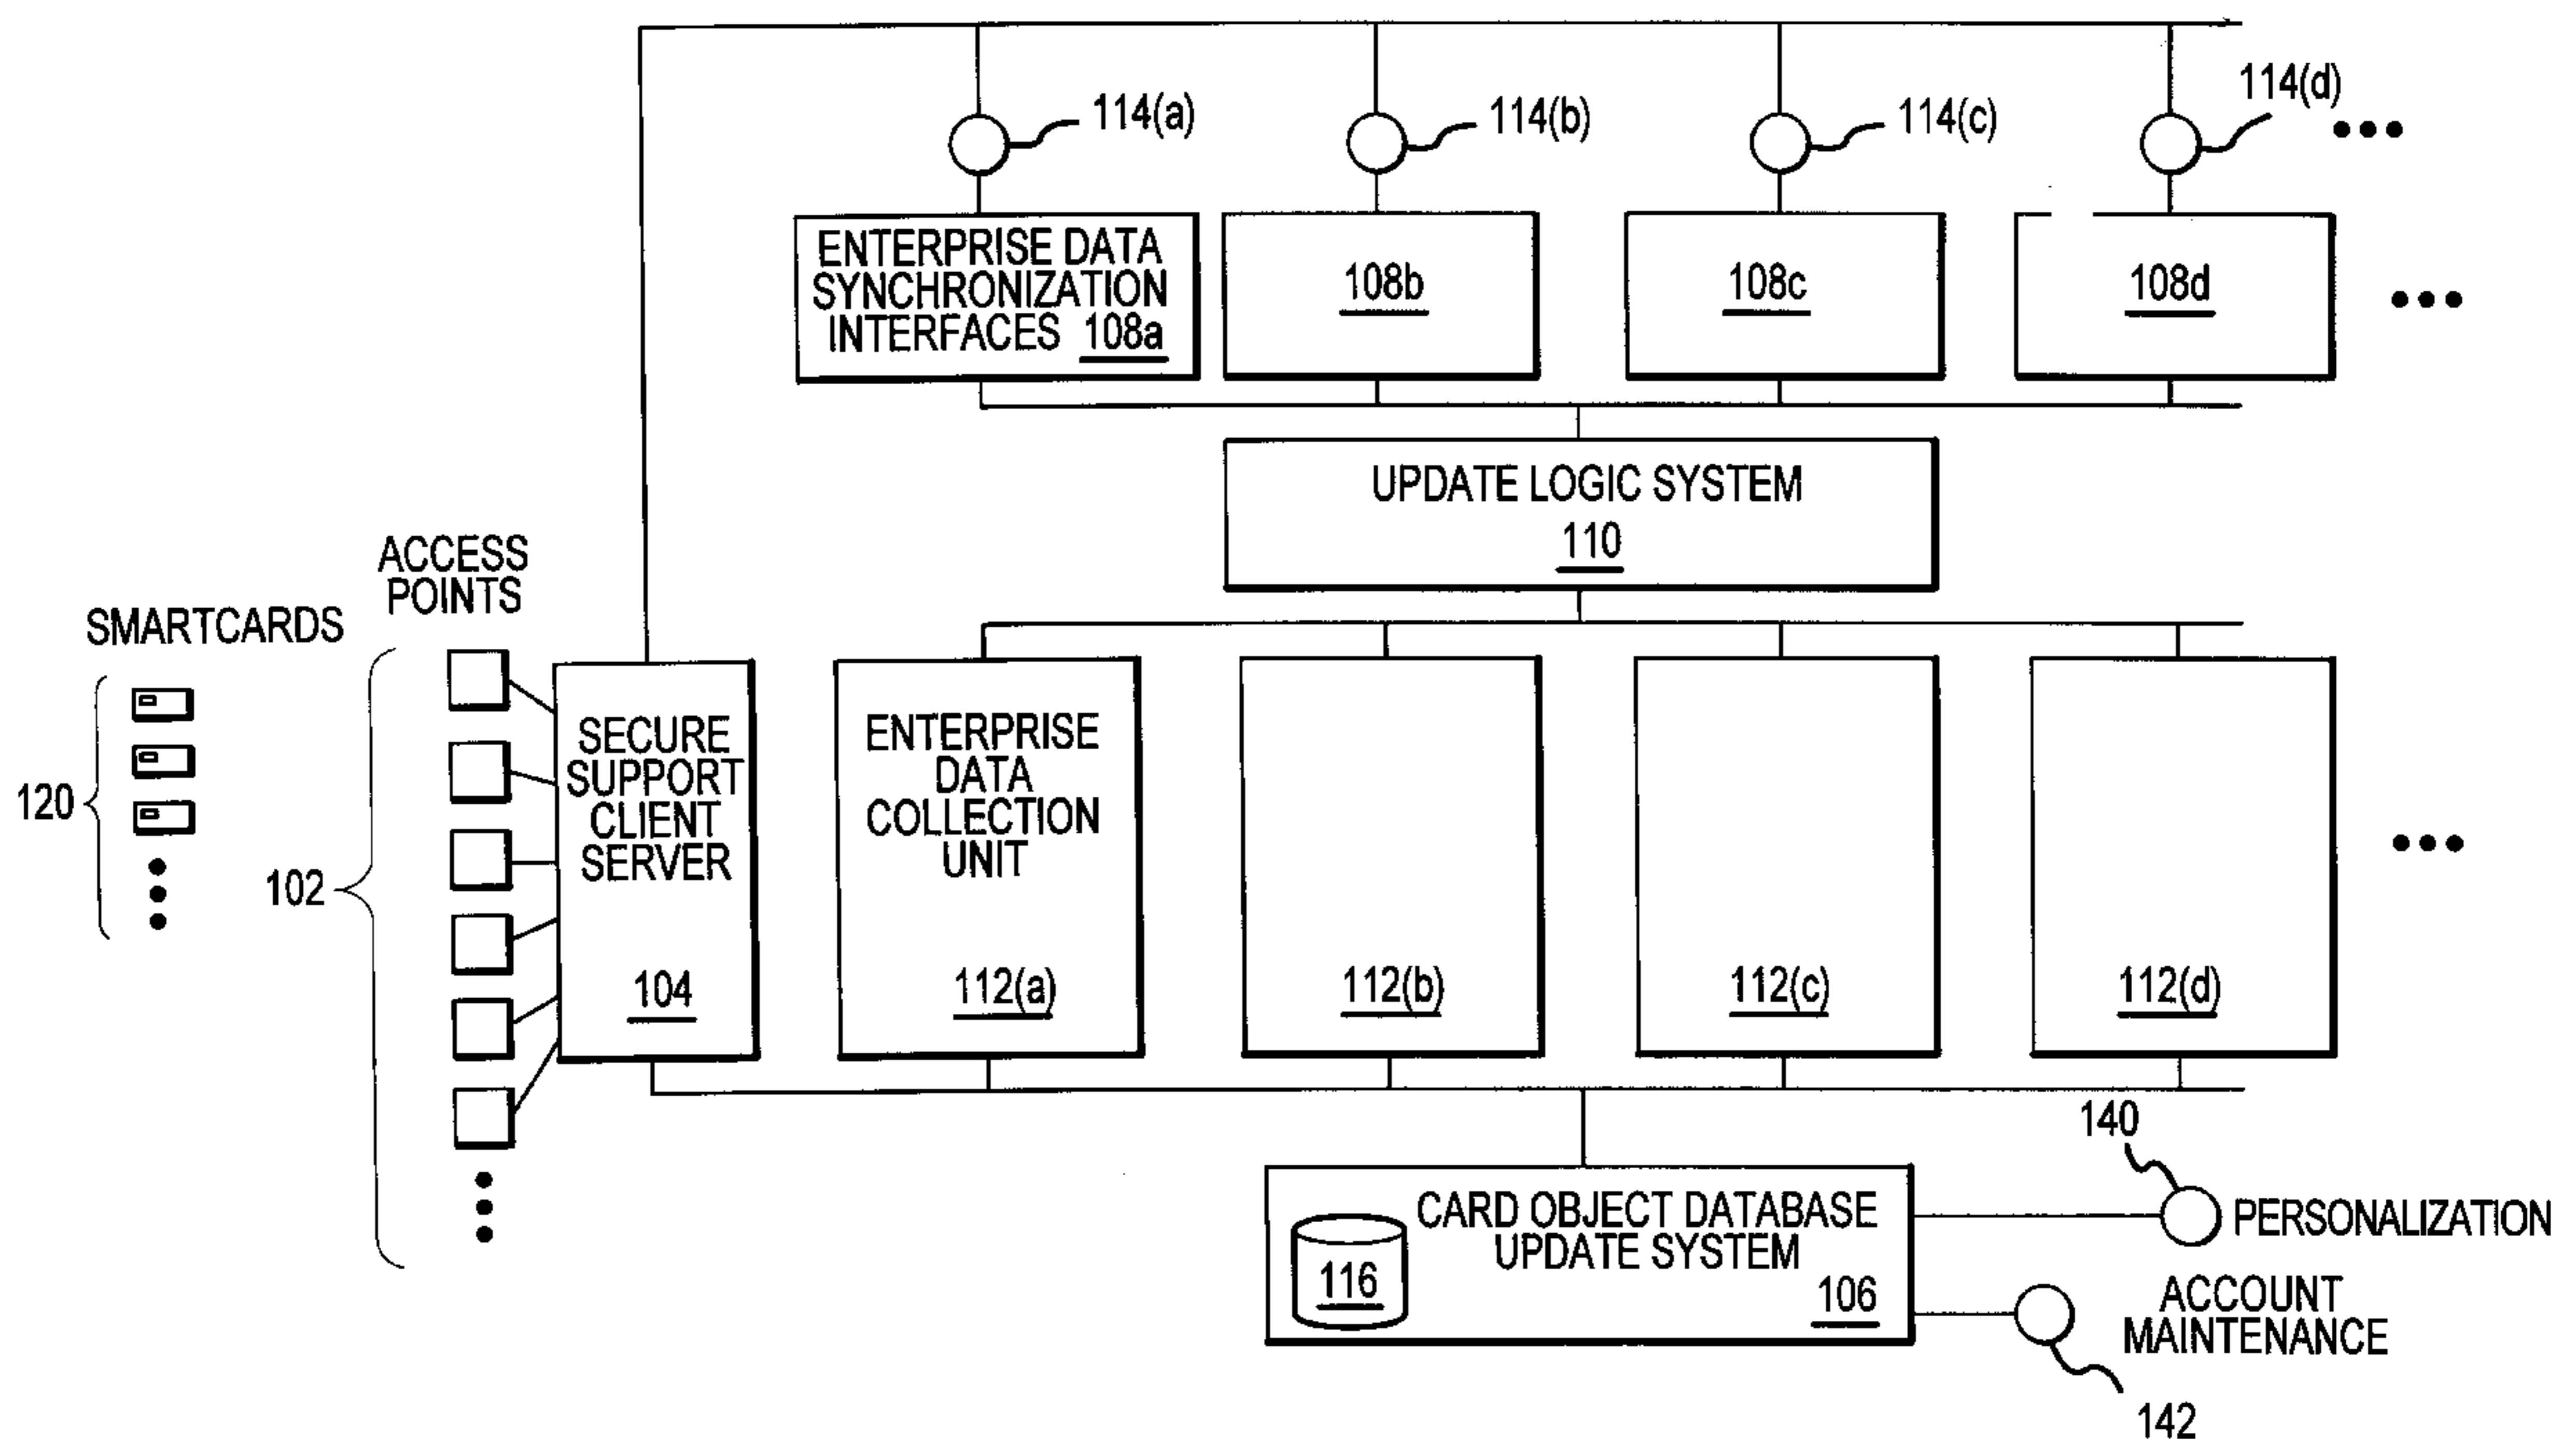 114(a)
114(b)
114(c)
114(d)
ENTERPRISE DATA
SYNCHRONIZATION
INTERFACES 108a
108b
108c
108d
UPDATE LOGIC SYSTEM
110
ACCESS
POINTS
SMARTCARDS
120
102
SECURE
SUPPORT
CLIENT
SERVER
104
ENTERPRISE
DATA
COLLECTION
UNIT
112(a)
112(b)
112(c)
112(d)
CARD OBJECT DATABASE
UPDATE SYSTEM
116
106
140
PERSONALIZATION
ACCOUNT
MAINTENANCE
142